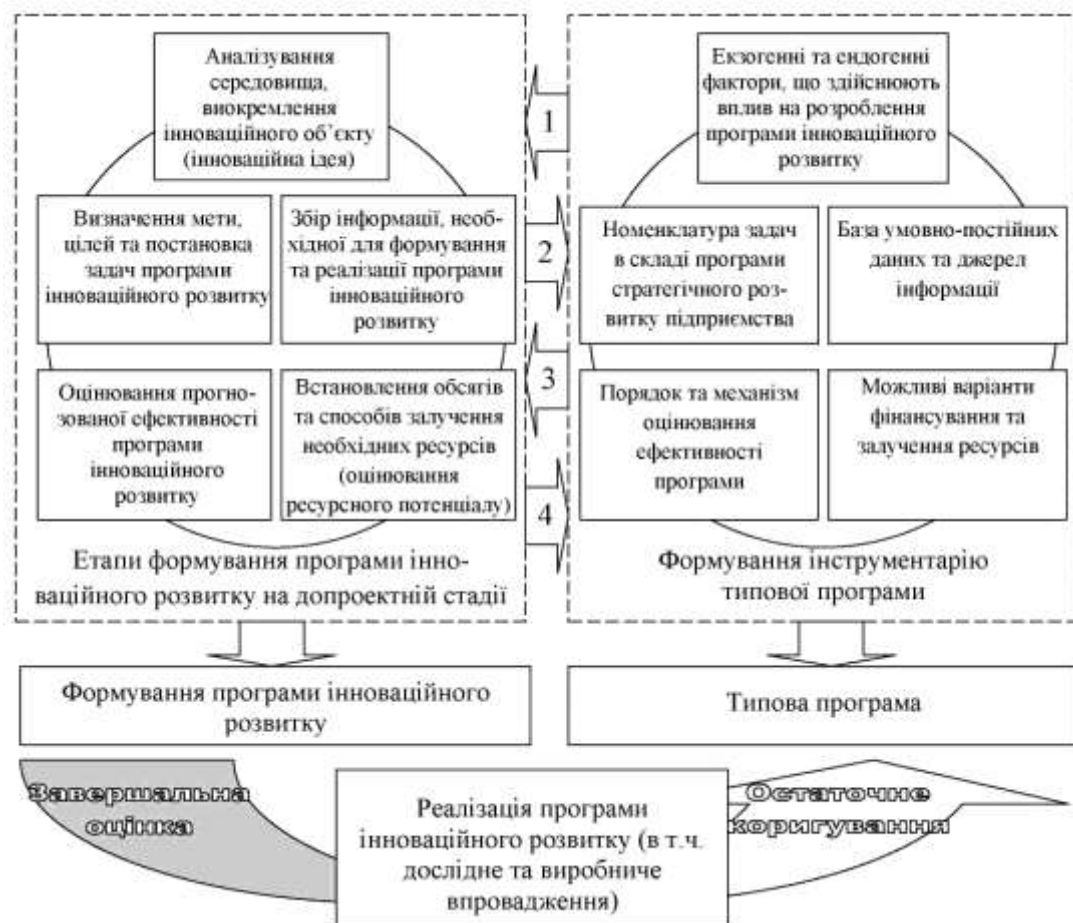 Аналізування
середовища,
виокремлення
інноваційного об’єкту
(інноваційна ідея)
Визначення мети,
цілей та постановка
задач програми
інноваційного розвитку
Збір інформації, необ-
хідної для формування
та реалізації програми
інноваційного
розвитку
Оцінювання прогно-
зованої ефективності
програми
інноваційного
розвитку
Встановлення обсягів
та способів залучення
необхідних ресурсів
(оцінювання
ресурсного потенціалу)
Етапи формування програми інно-
ваційного розвитку на допроектній стадії
1
2
3
4
Екзогенні та ендогенні
фактори, що здійснюють
вплив на розроблення
програми інноваційного
розвитку
Номенклатура задач
в складі програми
стратегічного роз-
витку підприємства
База умовно-постійних
даних та джерел
інформації
Порядок та механізм
оцінювання
ефективності
програми
Можливі варіанти
фінансування та
залучення ресурсів
Формування інструментарію
типової програми
Формування програми інноваційного
розвитку
Типова програма
Завершальна
оцінка
Реалізація програми
інноваційного розвитку (в т.ч.
дослідне та виробниче
впровадження)
Остаточне
коригування